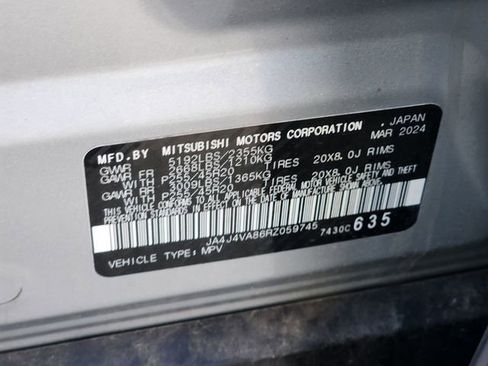 MFD.BY MITSUBISHI MOTORS CORPORATION JAPAN
GVWR 5192LBS/2355KG MAR 2024
GAWR FR 2668LBS/1210KG
WITH P255/45R20 TIRES 20X8.0J RIMS
GAWR RR 3009LBS/1365KG
WITH P255/45R20 TIRES 20X8.0J RIMS
THIS VEHICLE CONFORMS TO ALL APPLICABLE FEDERAL MOTOR VEHICLE SAFETY AND THEFT PREVENTION STANDARDS IN EFFECT ON THE DATE OF MANUFACTURE SHOWN ABOVE.
JA4J4VA86RZ059745 7430C 635
VEHICLE TYPE: MPV